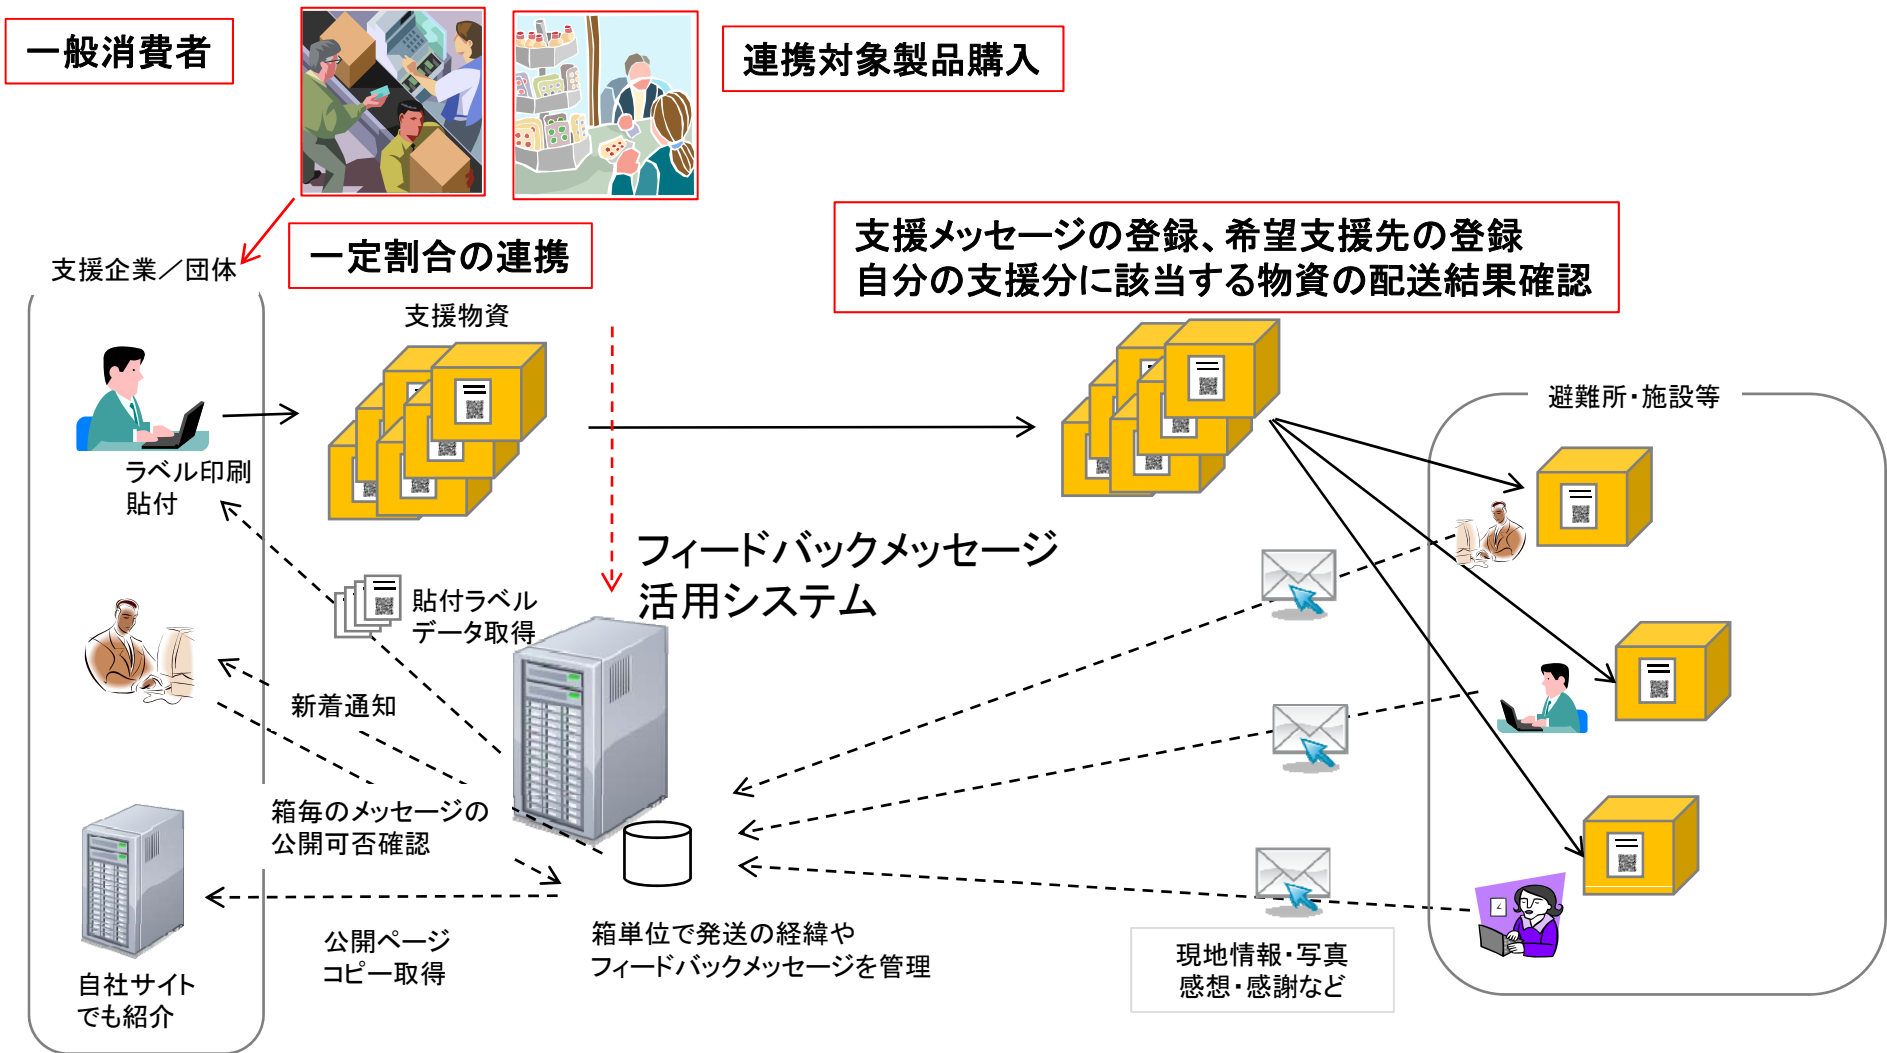 一般消費者
連携対象製品購入
支援メッセージの登録、希望支援先の登録
自分の支援分に該当する物資の配送結果確認
一定割合の連携
支援企業／団体
支援物資
避難所・施設等
ラベル印刷
貼付
フィードバックメッセージ
活用システム
貼付ラベル
データ取得
新着通知
箱毎のメッセージの
公開可否確認
公開ページ
コピー取得
箱単位で発送の経緯や
フィードバックメッセージを管理
現地情報・写真
感想・感謝など
自社サイト
でも紹介